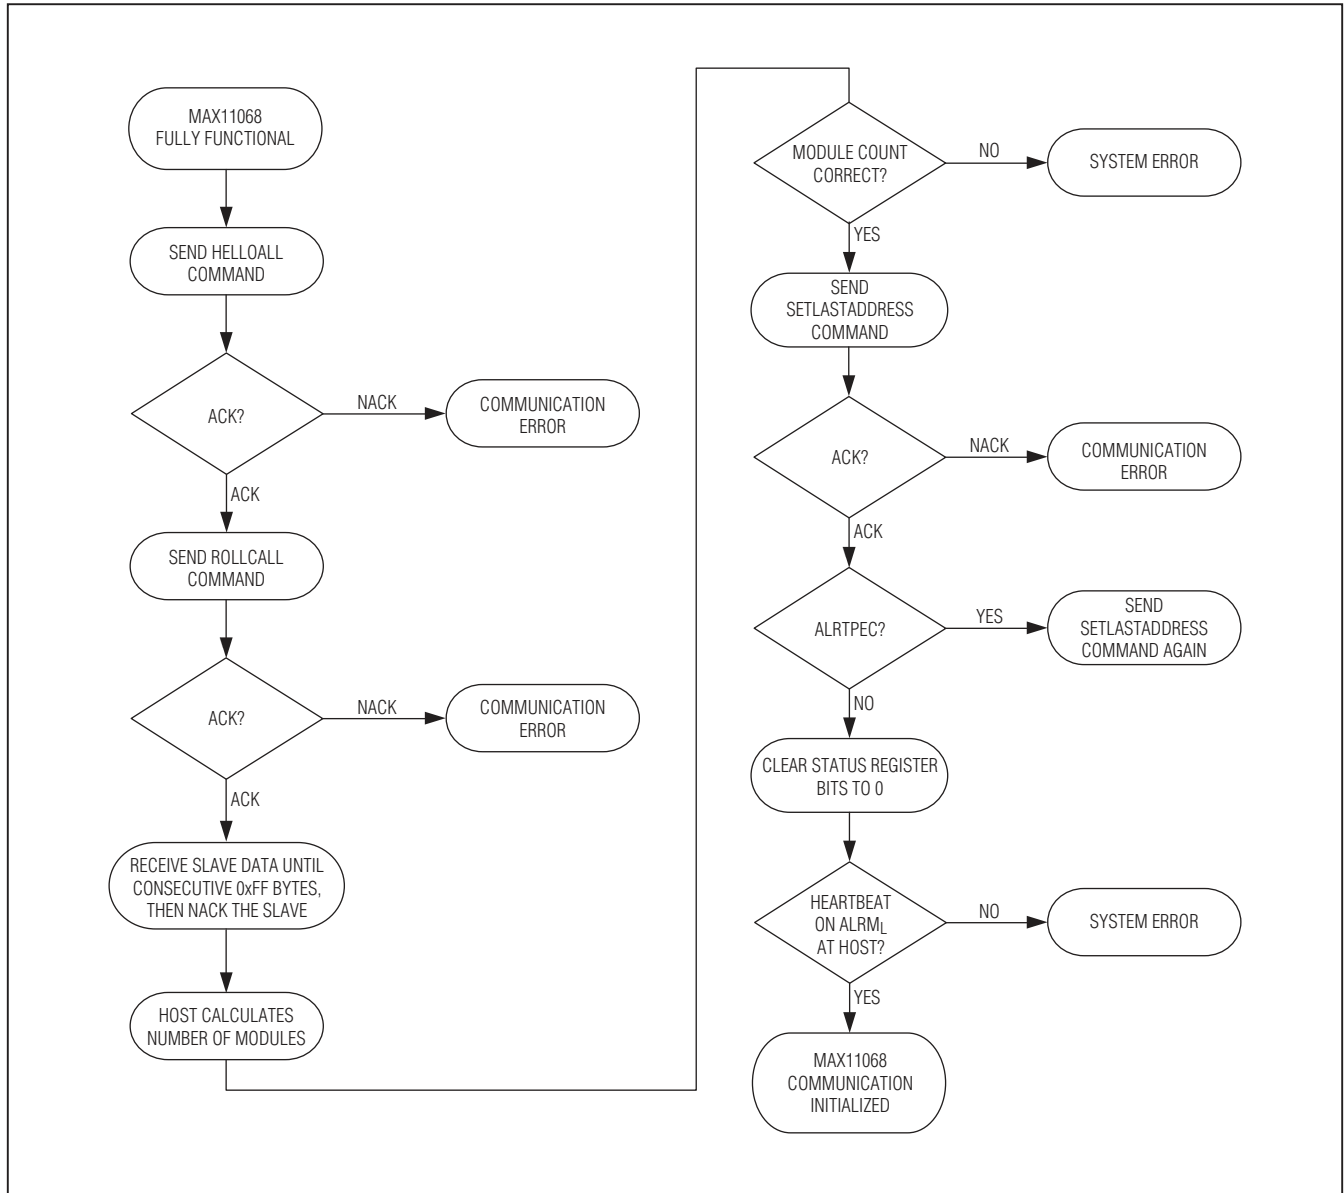 MAX11068
FULLY FUNCTIONAL
SEND HELLOALL
COMMAND
ACK?
NACK
COMMUNICATION
ERROR
ACK
SEND ROLLCALL
COMMAND
ACK?
NACK
COMMUNICATION
ERROR
ACK
RECEIVE SLAVE DATA UNTIL
CONSECUTIVE 0xFF BYTES,
THEN NACK THE SLAVE
HOST CALCULATES
NUMBER OF MODULES
MODULE COUNT
CORRECT?
NO
SYSTEM ERROR
YES
SEND
SETLASTADDRESS
COMMAND
ACK?
NACK
COMMUNICATION
ERROR
ACK
ALRTPEC?
YES
SEND
SETLASTADDRESS
COMMAND AGAIN
NO
CLEAR STATUS REGISTER
BITS TO 0
HEARTBEAT
ON ALRML
AT HOST?
NO
SYSTEM ERROR
YES
MAX11068
COMMUNICATION
INITIALIZED